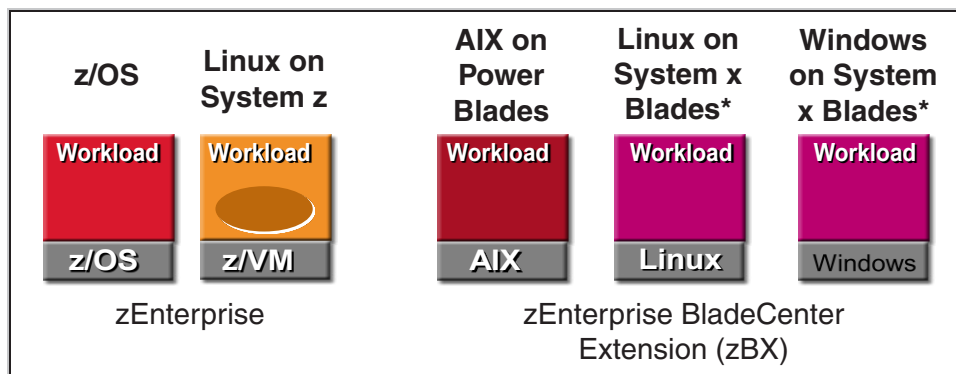 z/OS
Linux on
System z
AIX on
Power
Blades
Linux on
System x
Blades*
Windows
on System
x Blades*
Workload
Workload
Workload
Workload
Workload
z/OS
z/VM
AIX
Linux
Windows
zEnterprise
zEnterprise BladeCenter
Extension (zBX)